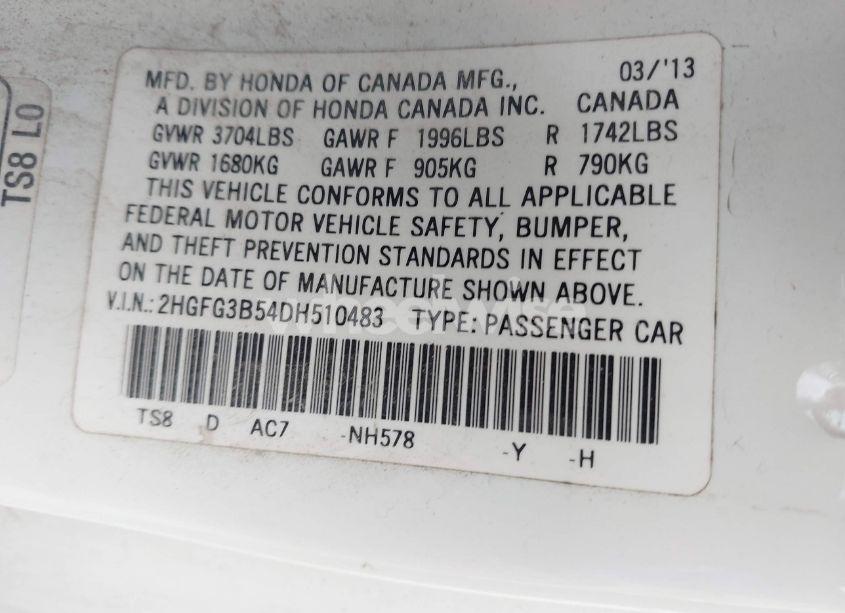 MFD. BY HONDA OF CANADA MFG., 03/'13
A DIVISION OF HONDA CANADA INC. CANADA
GVWR 3704LBS GAWR F 1996LBS R 1742LBS
GVWR 1680KG GAWR F 905KG R 790KG
THIS VEHICLE CONFORMS TO ALL APPLICABLE
FEDERAL MOTOR VEHICLE SAFETY, BUMPER,
AND THEFT PREVENTION STANDARDS IN EFFECT
ON THE DATE OF MANUFACTURE SHOWN ABOVE.
V.I.N.: 2HGFG3B54DH510483 TYPE: PASSENGER CAR
TS8 D AC7 -NH578 -Y -H
TS8 LO
wheelwise